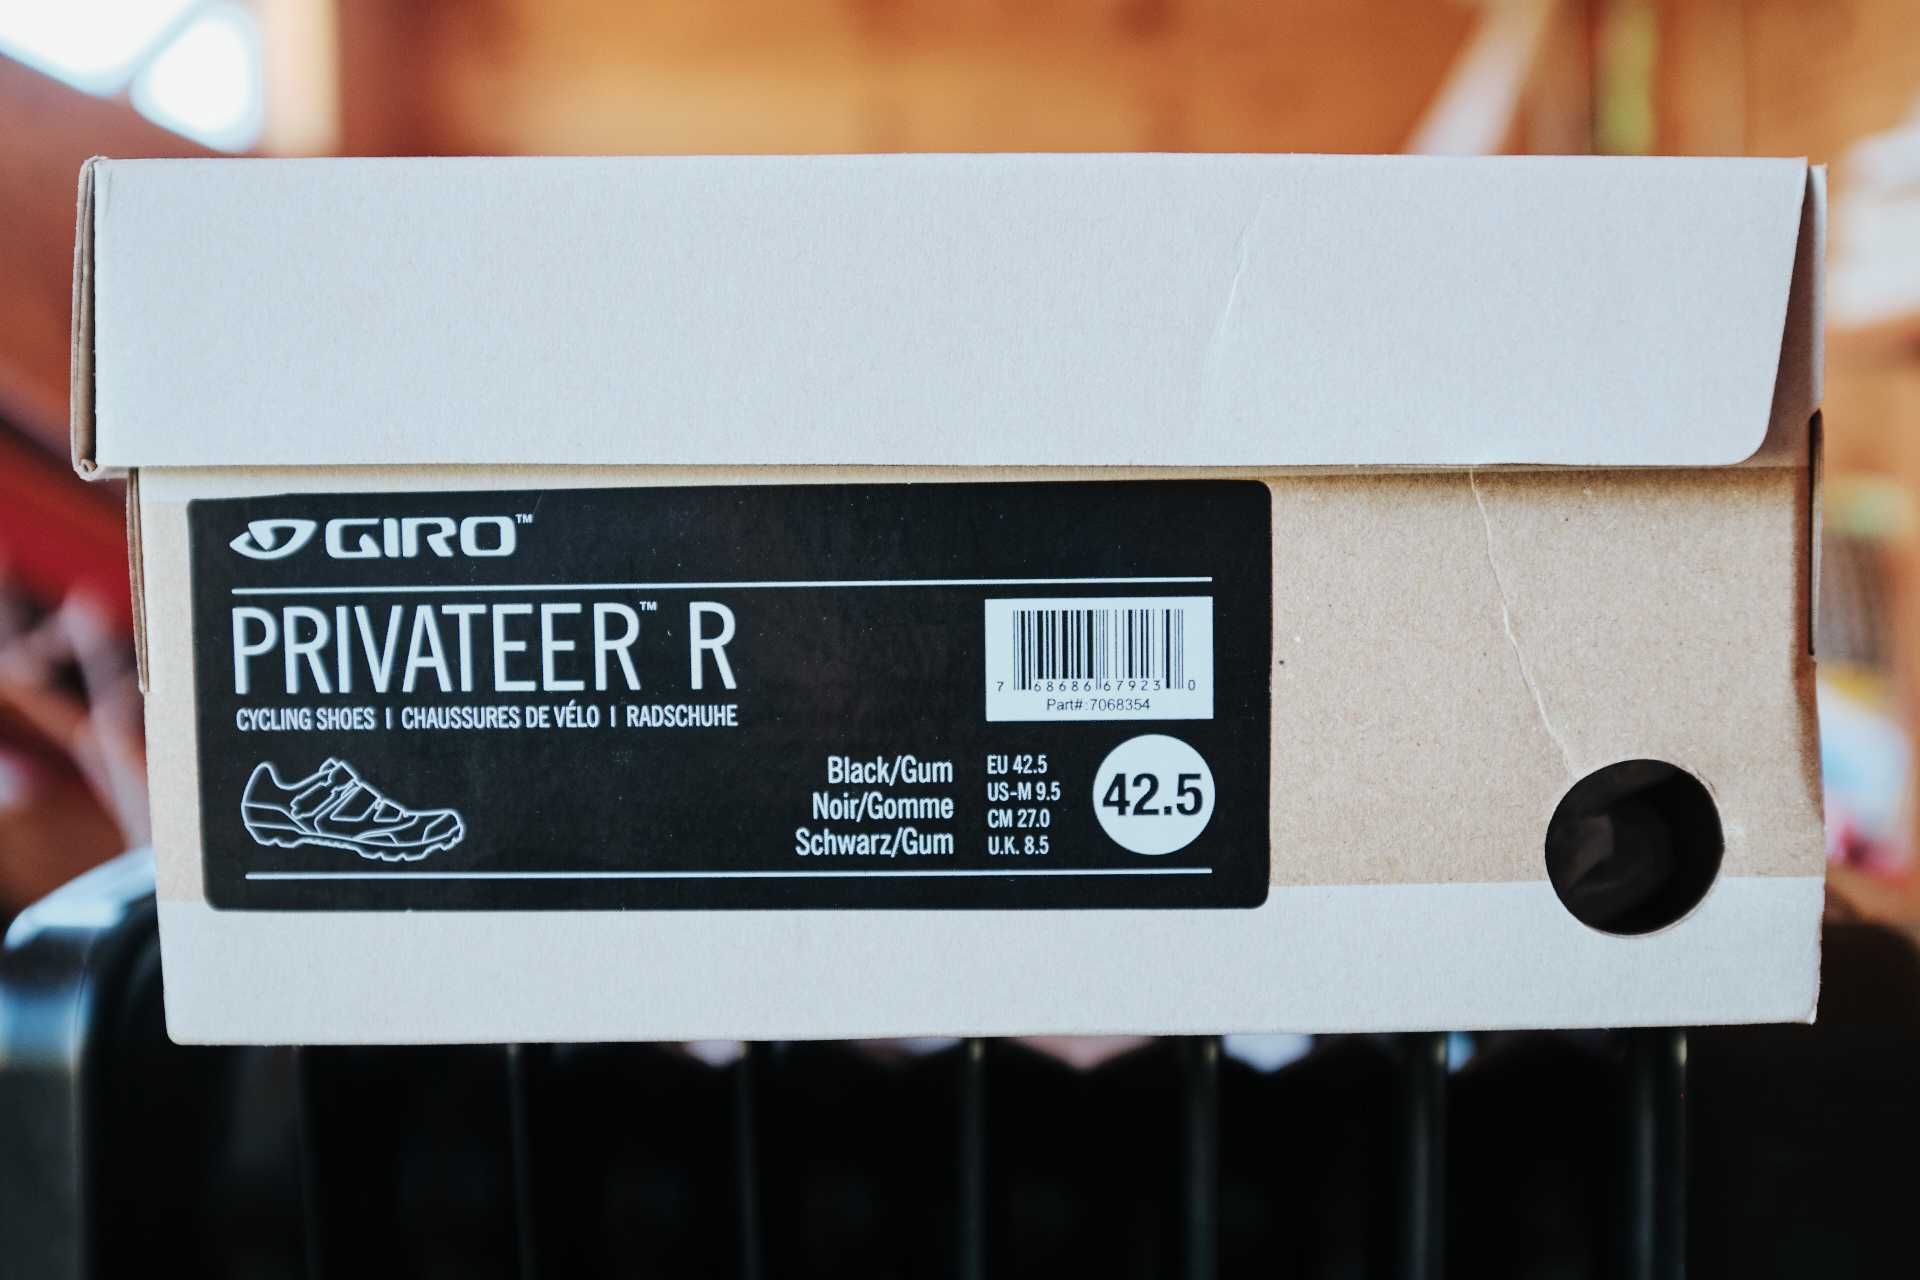 GIRO™
PRIVATEER™ R
CYCLING SHOES | CHAUSSURES DE VÉLO | RADSCHUHE
7 68686 67923 0
Part#:7068354
Black/Gum
Noir/Gomme
Schwarz/Gum
EU 42.5
US-M 9.5
CM 27.0
U.K. 8.5
42.5